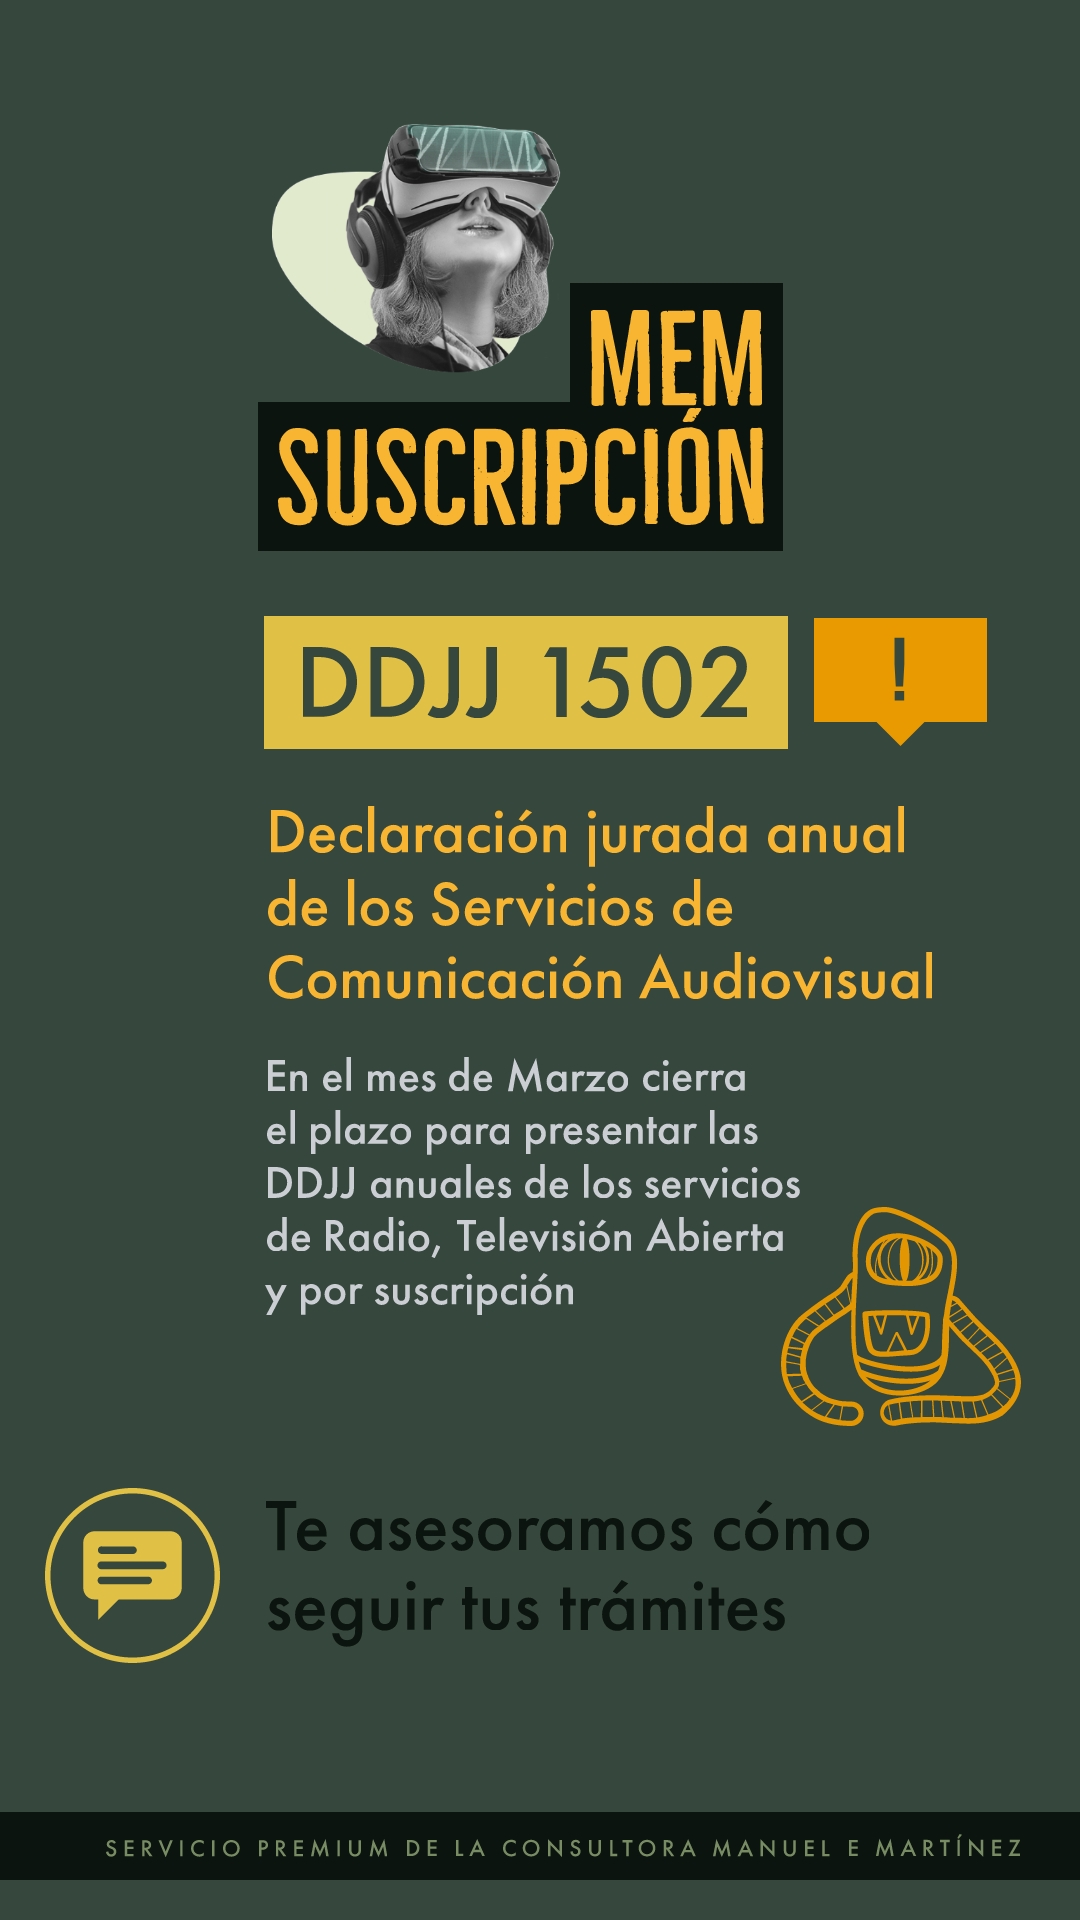 MEM
SUSCRIPCIÓN
DDJJ 1502
!
Declaración jurada anual
de los Servicios de
Comunicación Audiovisual
En el mes de Marzo cierra
el plazo para presentar las
DDJJ anuales de los servicios
de Radio, Televisión Abierta
y por suscripción
Te asesoramos cómo
seguir tus trámites
SERVICIO PREMIUM DE LA CONSULTORA MANUEL E MARTÍNEZ